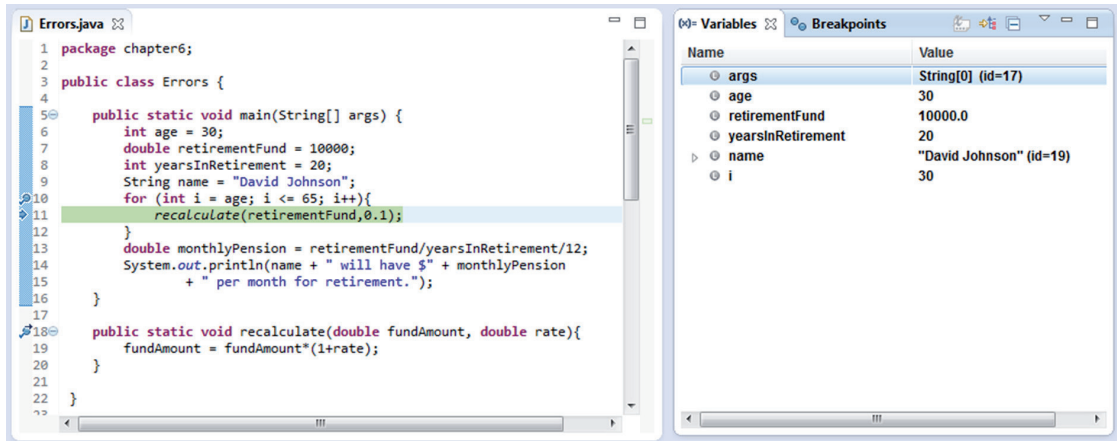 Errors.java
1 package chapter6;
2
3 public class Errors {
4
5 public static void main(String[] args) {
6 int age = 30;
7 double retirementFund = 10000;
8 int yearsInRetirement = 20;
9 String name = "David Johnson";
10 for (int i = age; i <= 65; i++){
11 recalculate(retirementFund,0.1);
12 }
13 double monthlyPension = retirementFund/yearsInRetirement/12;
14 System.out.println(name + " will have $" + monthlyPension
15 + " per month for retirement.");
16 }
17
18 public static void recalculate(double fundAmount, double rate){
19 fundAmount = fundAmount*(1+rate);
20 }
21
22 }
23
(x)= Variables Breakpoints
Name Value
args String[0] (id=17)
age 30
retirementFund 10000.0
yearsInRetirement 20
name "David Johnson" (id=19)
i 30